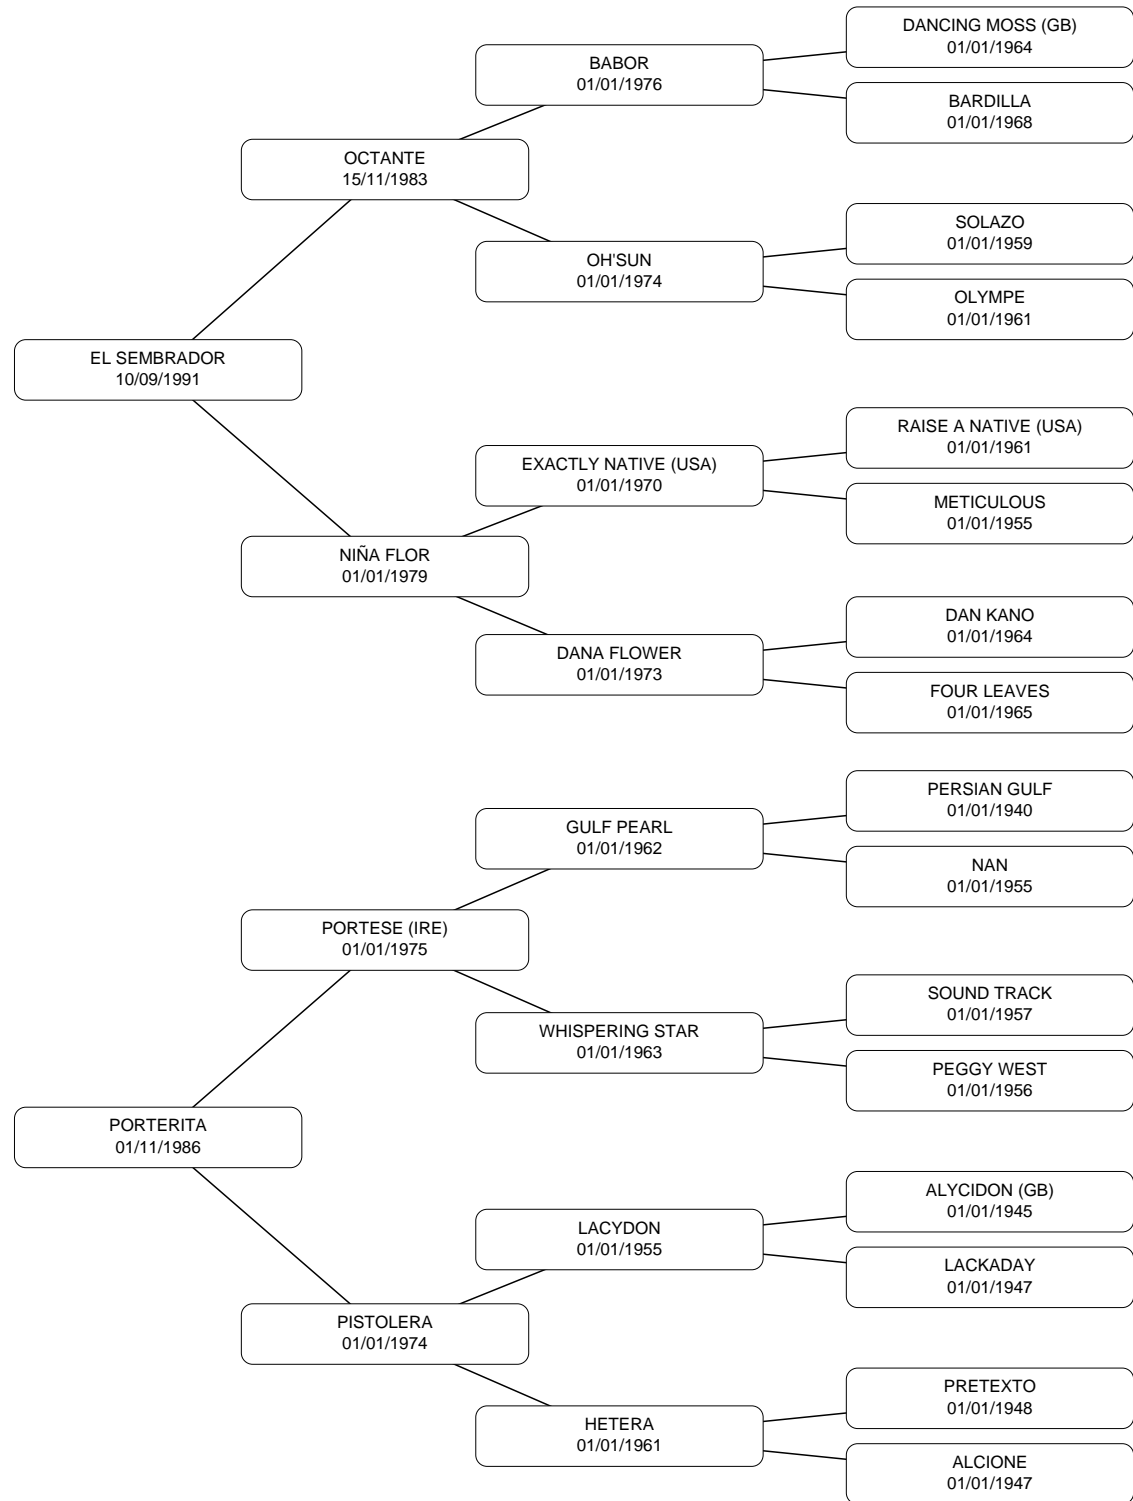 DANCING MOSS (GB)
01/01/1964
BABOR
01/01/1976
BARDILLA
01/01/1968
OCTANTE
15/11/1983
SOLAZO
01/01/1959
OH'SUN
01/01/1974
OLYMPE
01/01/1961
EL SEMBRADOR
10/09/1991
RAISE A NATIVE (USA)
01/01/1961
EXACTLY NATIVE (USA)
01/01/1970
METICULOUS
01/01/1955
NIÑA FLOR
01/01/1979
DAN KANO
01/01/1964
DANA FLOWER
01/01/1973
FOUR LEAVES
01/01/1965
PERSIAN GULF
01/01/1940
GULF PEARL
01/01/1962
NAN
01/01/1955
PORTESE (IRE)
01/01/1975
SOUND TRACK
01/01/1957
WHISPERING STAR
01/01/1963
PEGGY WEST
01/01/1956
PORTERITA
01/11/1986
ALYCIDON (GB)
01/01/1945
LACYDON
01/01/1955
LACKADAY
01/01/1947
PISTOLERA
01/01/1974
PRETEXTO
01/01/1948
HETERA
01/01/1961
ALCIONE
01/01/1947